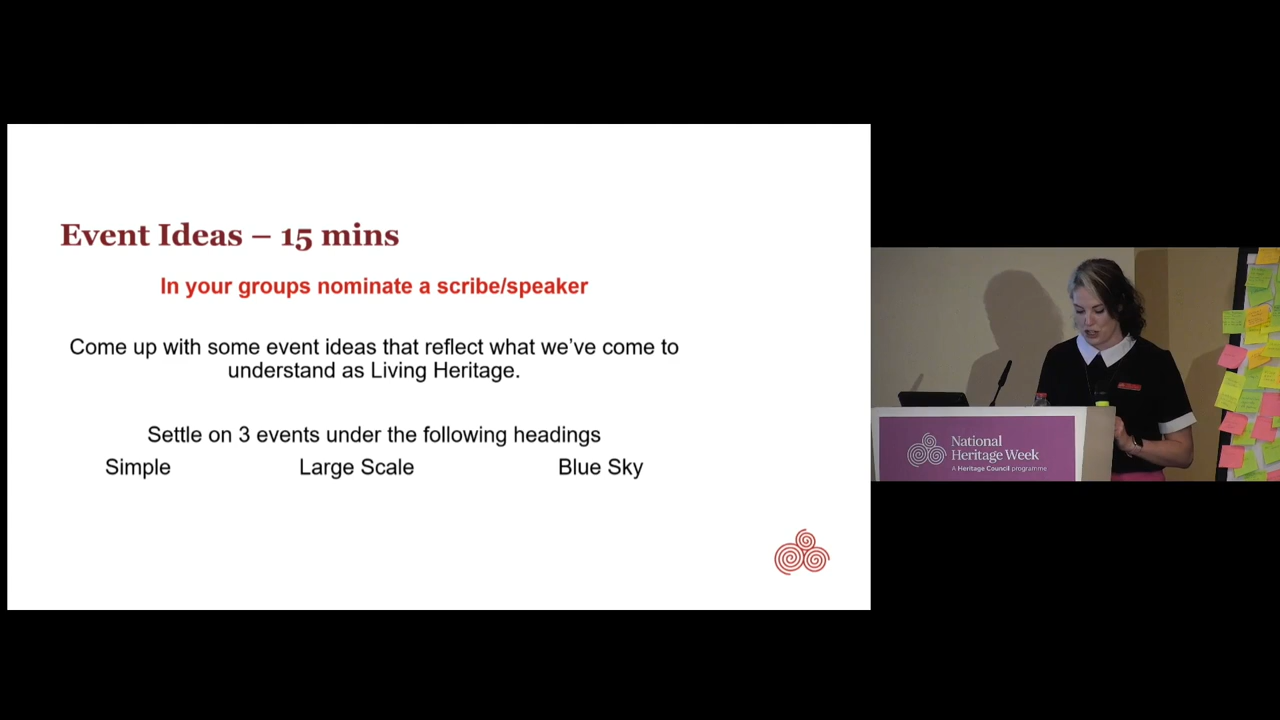 Event Ideas – 15 mins
In your groups nominate a scribe/speaker
Come up with some event ideas that reflect what we’ve come to
understand as Living Heritage.
Settle on 3 events under the following headings
Simple Large Scale Blue Sky
National
Heritage Week
A Heritage Council programme